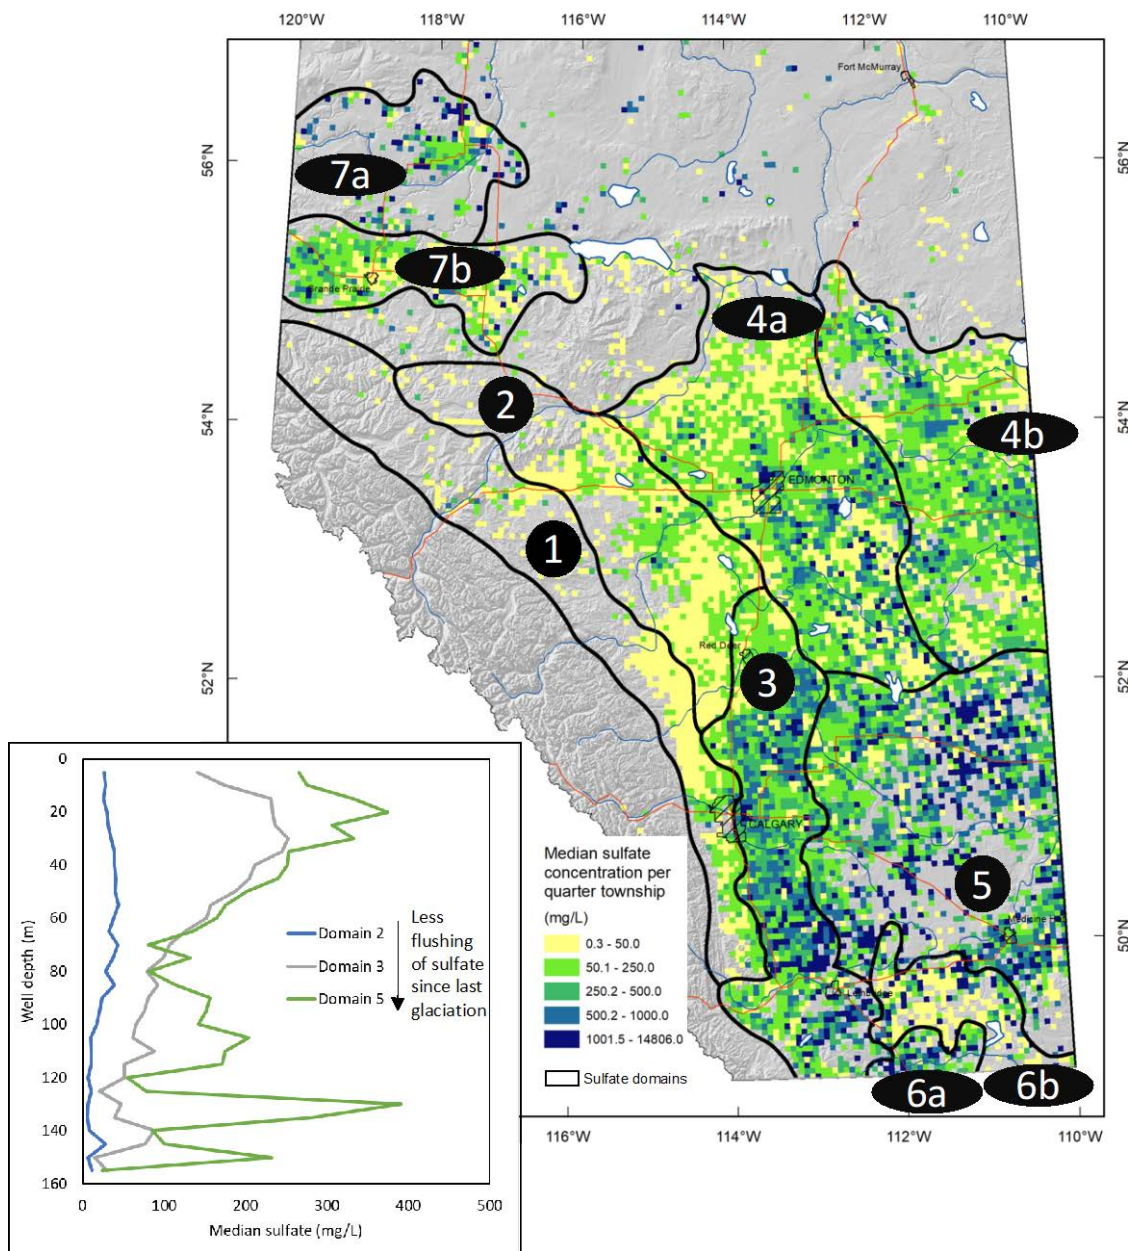 120°W 118°W 116°W 114°W 112°W 110°W
Fort McMurray
56°N 56°N
7a
7b
Grande Prairie
4a
2
54°N 54°N
4b
EDMONTON
1
Red Deer
3
52°N 52°N
CALGARY
5
Medicine Hat
50°N 50°N
Lethbridge
6a 6b
116°W 114°W 112°W 110°W
Median sulfate
concentration per
quarter township
(mg/L)
0.3 - 50.0
50.1 - 250.0
250.2 - 500.0
500.2 - 1000.0
1001.5 - 14806.0
Sulfate domains
Well depth (m)
0
20
40
60
80
100
120
140
160
Domain 2
Domain 3
Domain 5
Less
flushing
of sulfate
since last
glaciation
0 100 200 300 400 500
Median sulfate (mg/L)